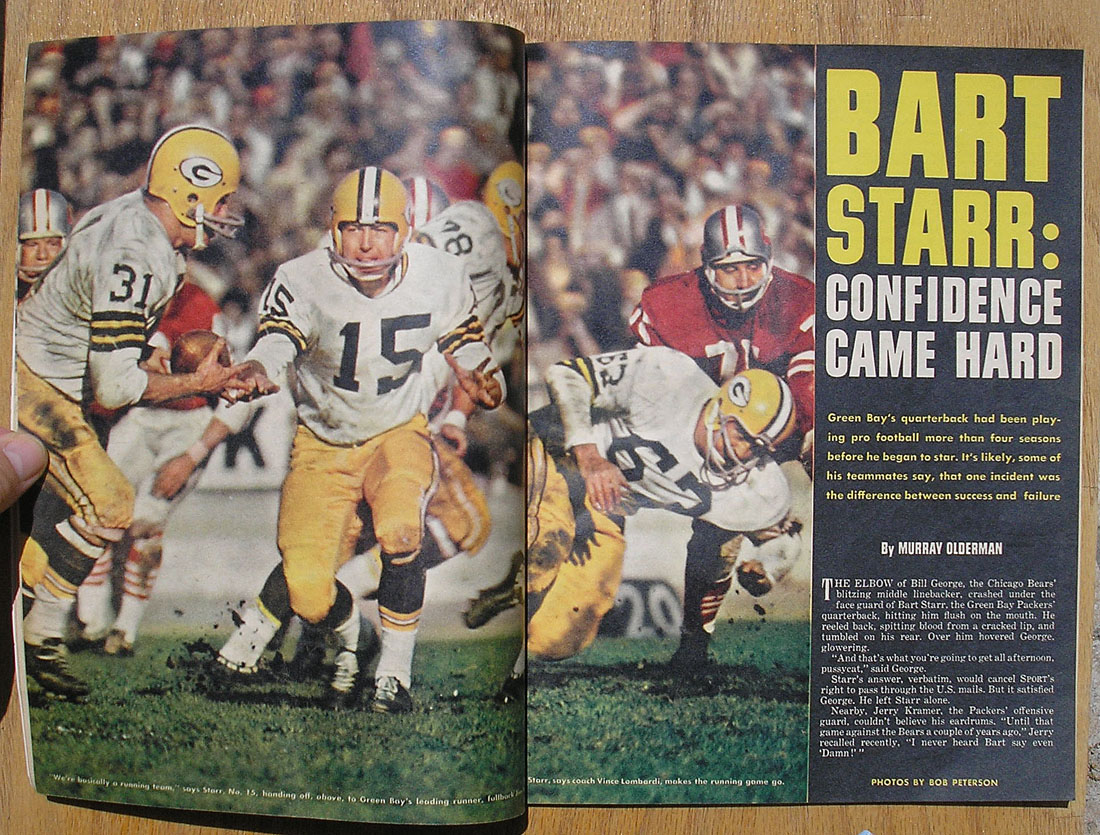 BART
STARR:
CONFIDENCE
CAME HARD
Green Bay's quarterback had been play-
ing pro football more than four seasons
before he began to star. It's likely, some of
his teammates say, that one incident was
the difference between success and failure
By MURRAY OLDERMAN
THE ELBOW of Bill George, the Chicago Bears'
blitzing middle linebacker, crashed under the
face guard of Bart Starr, the Green Bay Packers'
quarterback, hitting him flush on the mouth. He
reeled back, spitting blood from a cracked lip, and
tumbled on his rear. Over him hovered George,
glowering.
"And that's what you're going to get all afternoon,
pussycat," said George.
Starr's answer, verbatim, would cancel SPORT's
right to pass through the U.S. mails. But it satisfied
George. He left Starr alone.
Nearby, Jerry Kramer, the Packers' offensive
guard, couldn't believe his eardrums. "Until that
game against the Bears a couple of years ago," Jerry
recalled recently, "I never heard Bart say even
'Damn!' "
PHOTOS BY BOB PETERSON
"We're basically a running team," says Starr, No. 15, handing off, above, to Green Bay's leading runner, fullback
Starr, says coach Vince Lombardi, makes the running game go.
G
31
15
15
84
G
63
63
7
K
20